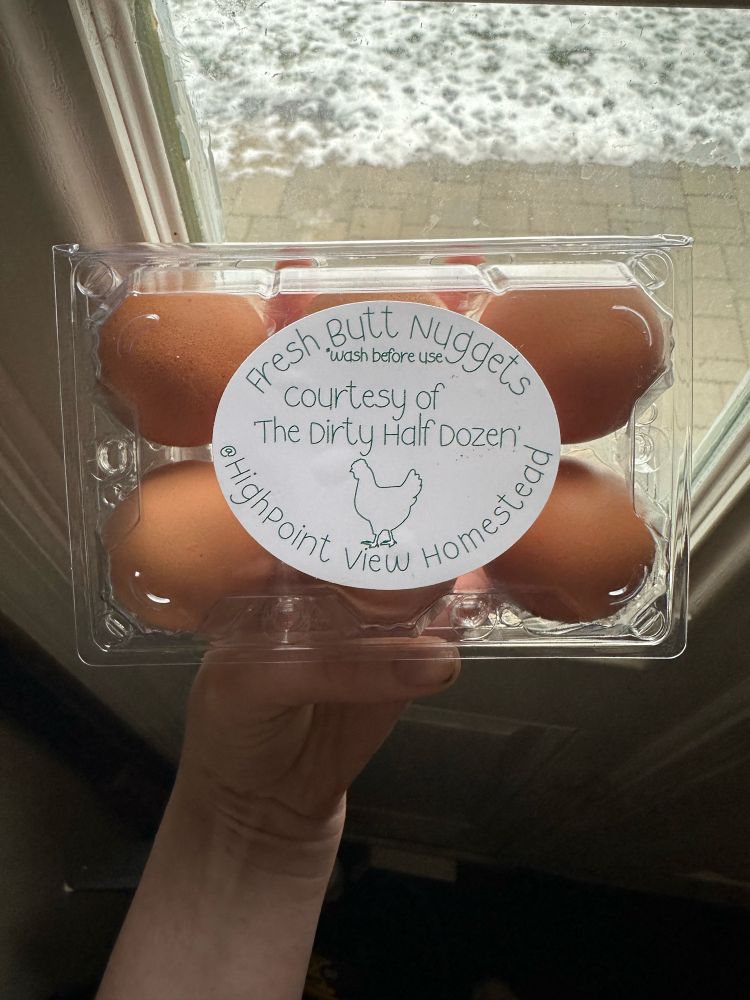 Fresh Butt Nuggets
*wash before use
courtesy of
'The Dirty Half Dozen'
@HighPoint View Homestead